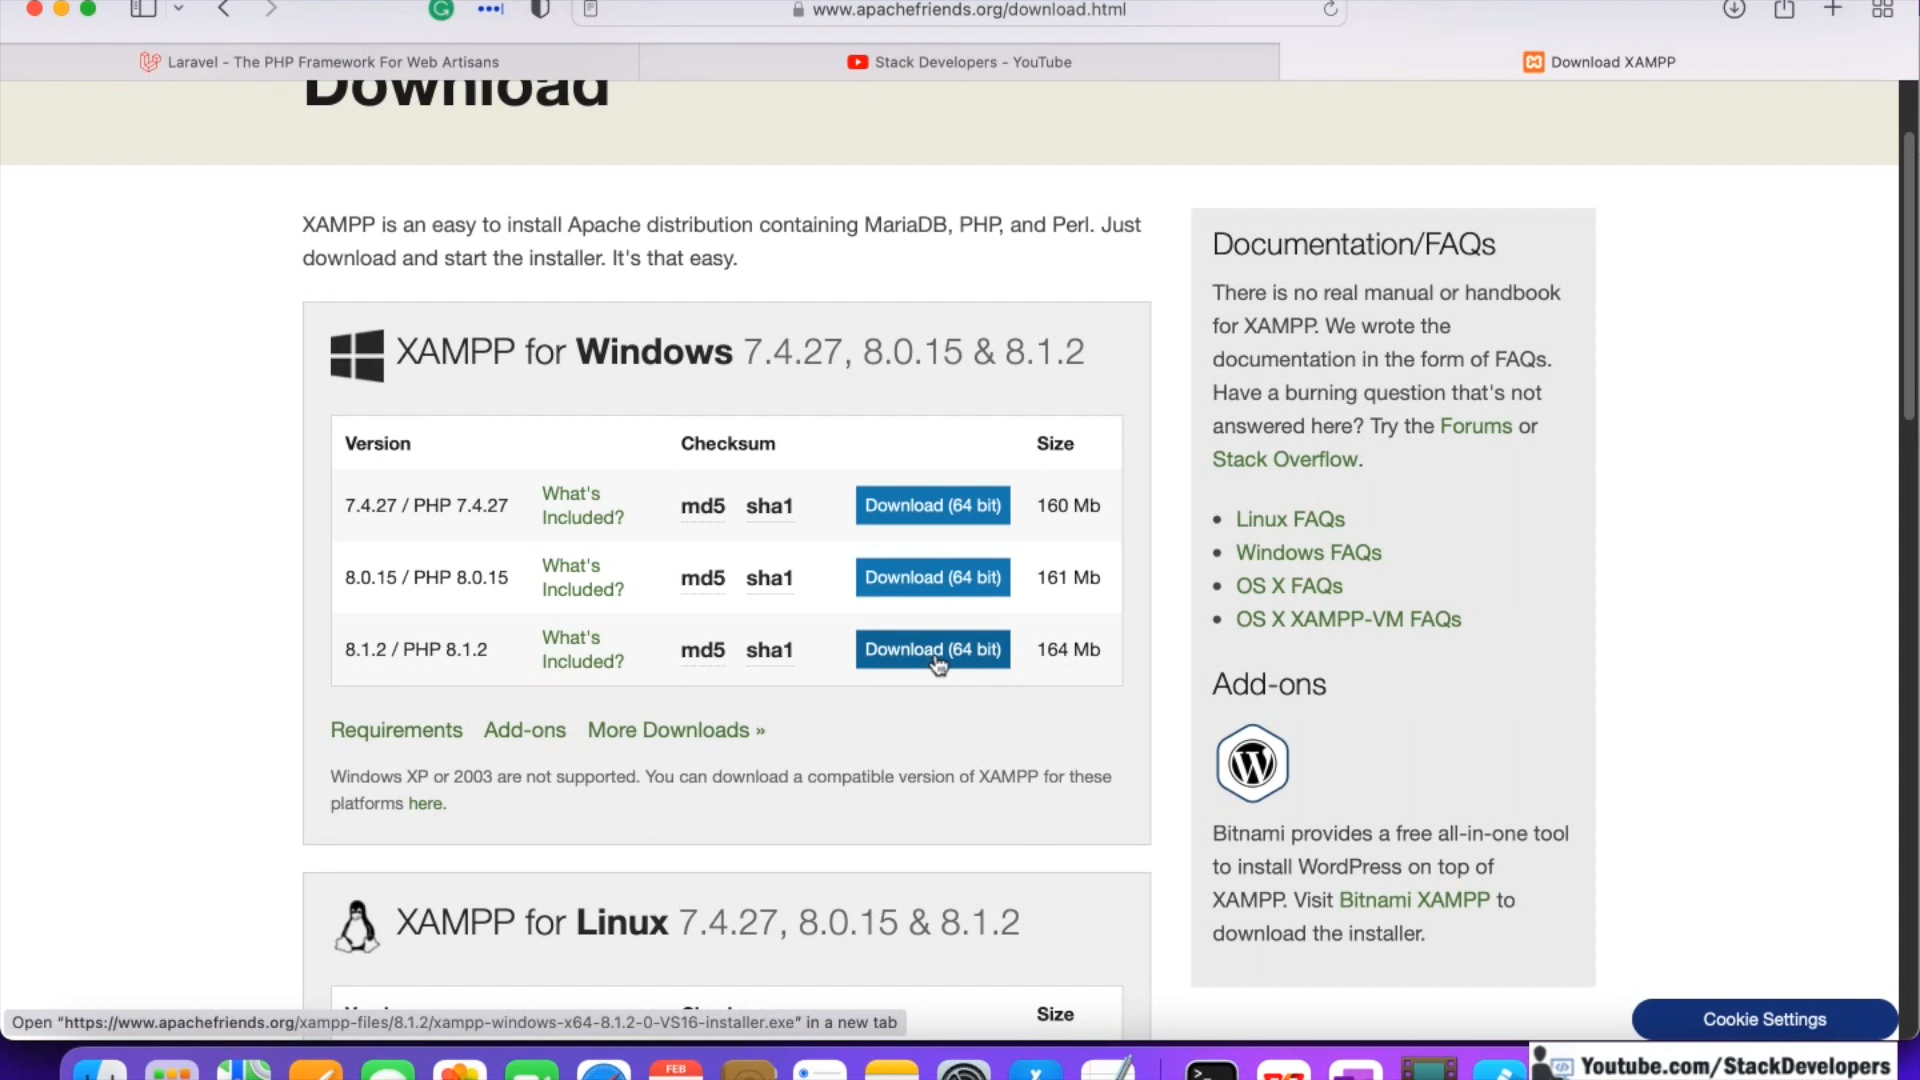 www.apachefriends.org/download.html
Laravel - The PHP Framework For Web Artisans
Stack Developers - YouTube
Download XAMPP
Download
XAMPP is an easy to install Apache distribution containing MariaDB, PHP, and Perl. Just
download and start the installer. It's that easy.
XAMPP for Windows 7.4.27, 8.0.15 & 8.1.2
Version Checksum Size
7.4.27 / PHP 7.4.27 What's Included? md5 sha1 Download (64 bit) 160 Mb
8.0.15 / PHP 8.0.15 What's Included? md5 sha1 Download (64 bit) 161 Mb
8.1.2 / PHP 8.1.2 What's Included? md5 sha1 Download (64 bit) 164 Mb
Requirements Add-ons More Downloads »
Windows XP or 2003 are not supported. You can download a compatible version of XAMPP for these
platforms here.
XAMPP for Linux 7.4.27, 8.0.15 & 8.1.2
Size
Documentation/FAQs
There is no real manual or handbook
for XAMPP. We wrote the
documentation in the form of FAQs.
Have a burning question that's not
answered here? Try the Forums or
Stack Overflow.
Linux FAQs
Windows FAQs
OS X FAQs
OS X XAMPP-VM FAQs
Add-ons
Bitnami provides a free all-in-one tool
to install WordPress on top of
XAMPP. Visit Bitnami XAMPP to
download the installer.
Open "https://www.apachefriends.org/xampp-files/8.1.2/xampp-windows-x64-8.1.2-0-VS16-installer.exe" in a new tab
Cookie Settings
FEB
Youtube.com/StackDevelopers